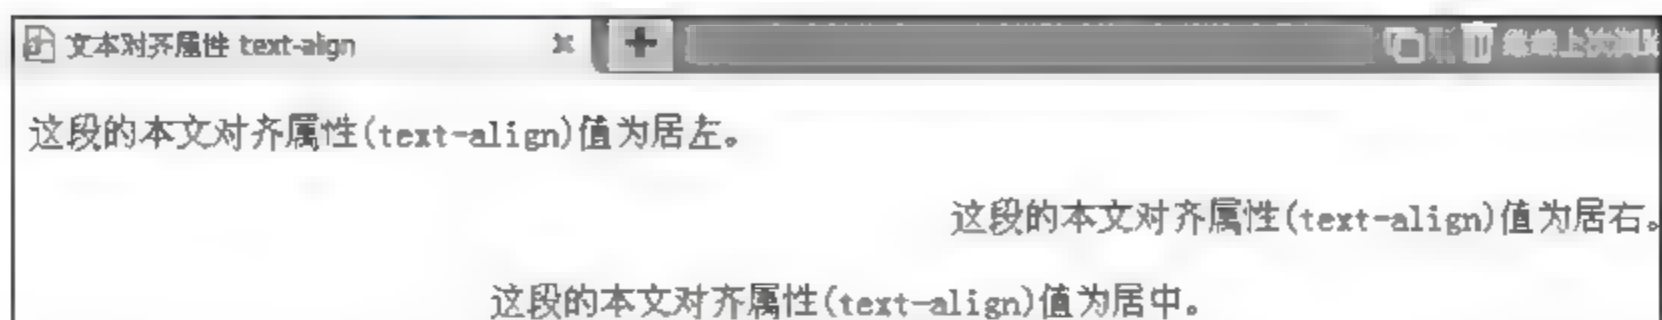 文本对齐属性 text-align
这段的本文对齐属性(text-align)值为居左。
这段的本文对齐属性(text-align)值为居右。
这段的本文对齐属性(text-align)值为居中。